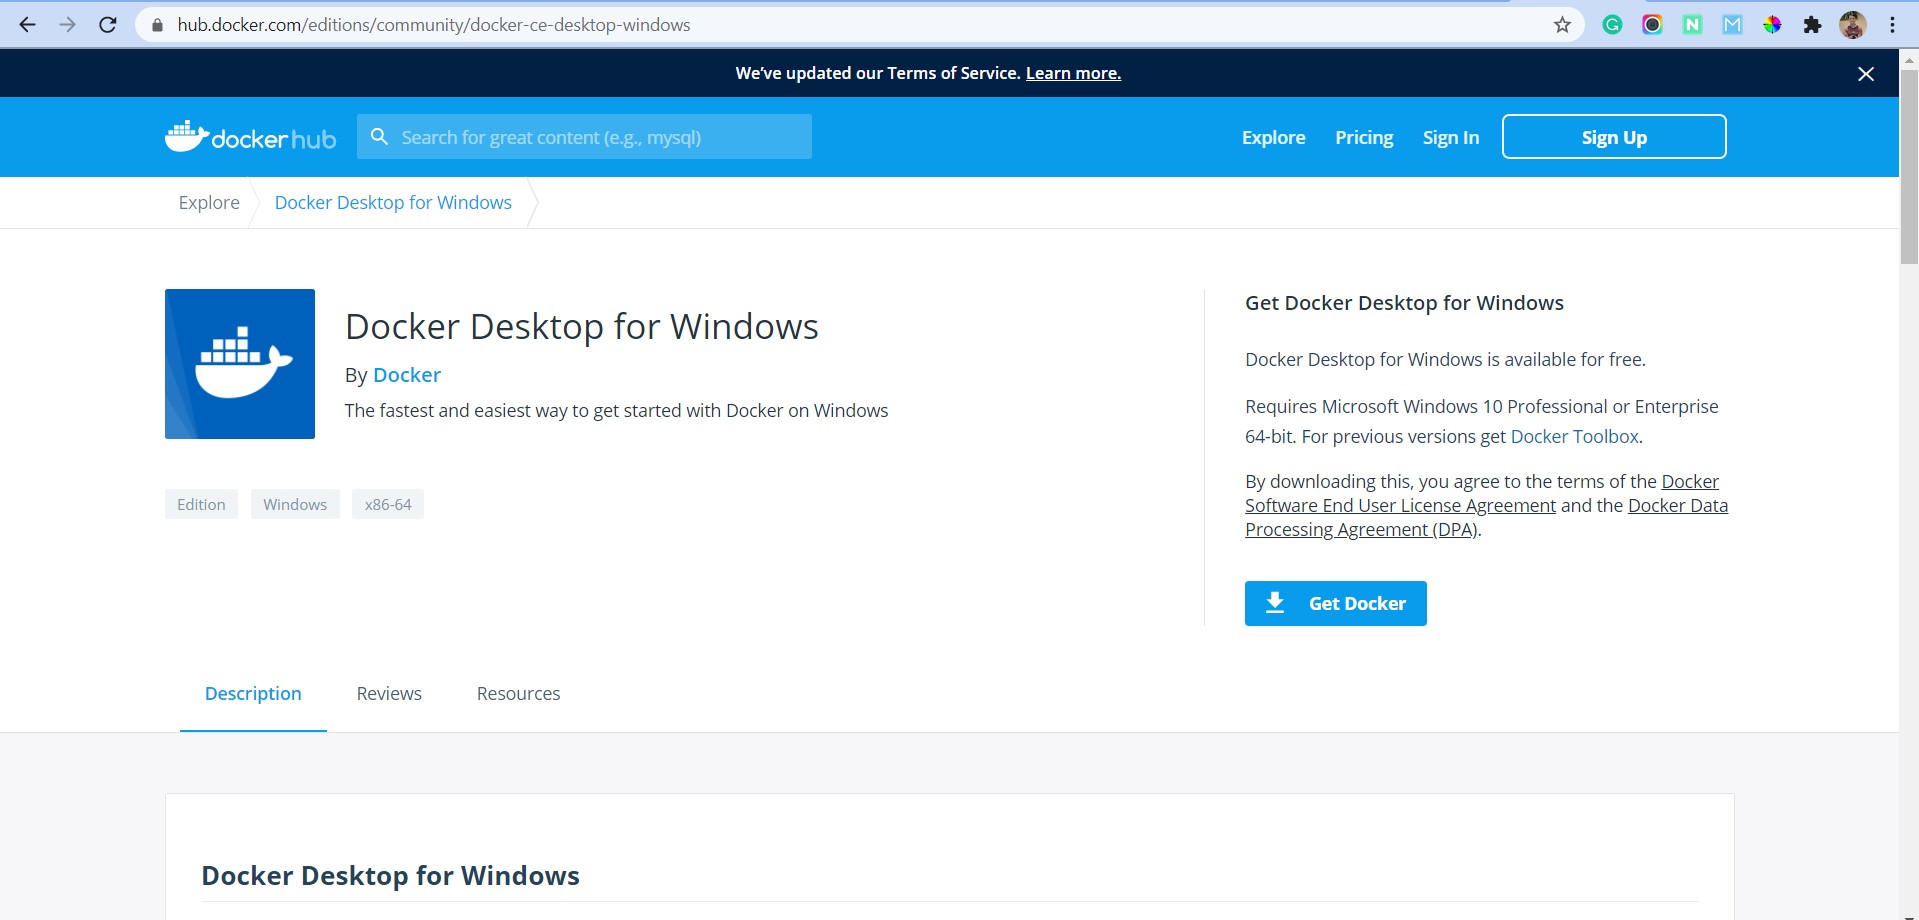 hub.docker.com/editions/community/docker-ce-desktop-windows
We’ve updated our Terms of Service. Learn more.
docker hub
Search for great content (e.g., mysql)
Explore
Pricing
Sign In
Sign Up
Explore
Docker Desktop for Windows
Docker Desktop for Windows
By Docker
The fastest and easiest way to get started with Docker on Windows
Edition
Windows
x86-64
Get Docker Desktop for Windows
Docker Desktop for Windows is available for free.
Requires Microsoft Windows 10 Professional or Enterprise
64-bit. For previous versions get Docker Toolbox.
By downloading this, you agree to the terms of the Docker
Software End User License Agreement and the Docker Data
Processing Agreement (DPA).
Get Docker
Description
Reviews
Resources
Docker Desktop for Windows